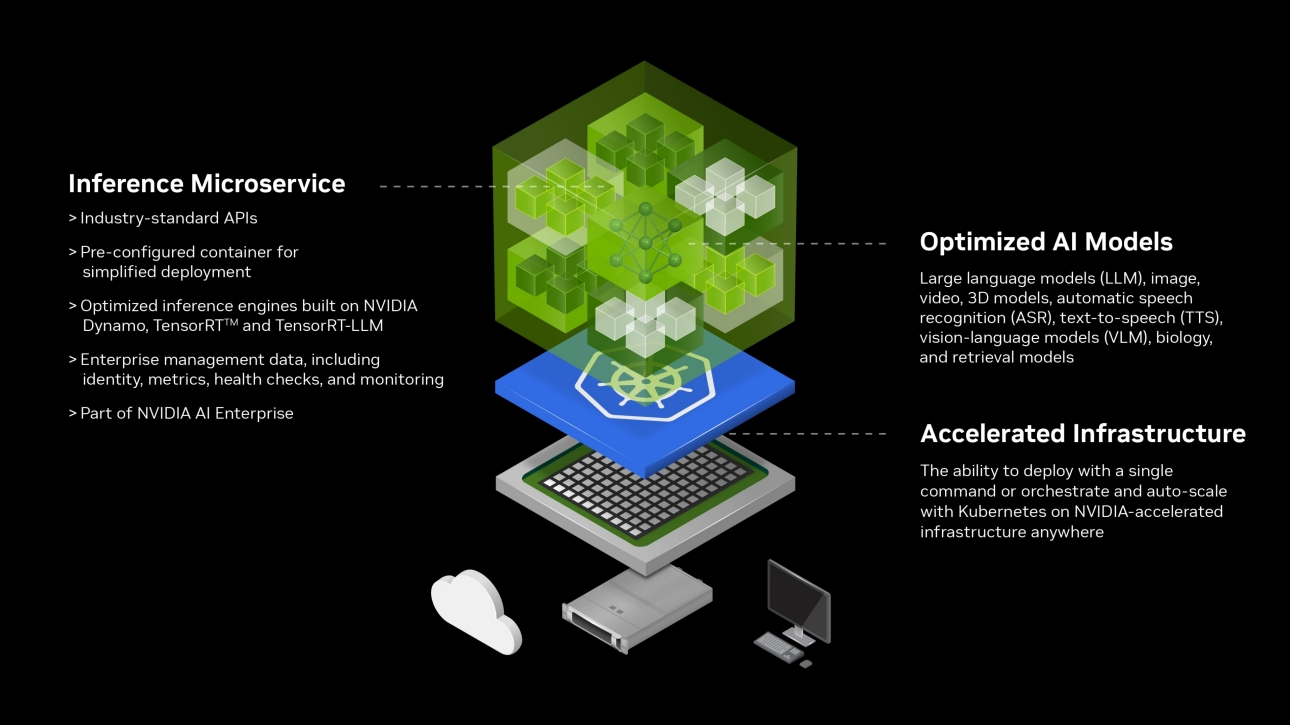 Inference Microservice
> Industry-standard APIs
> Pre-configured container for
simplified deployment
> Optimized inference engines built on NVIDIA
Dynamo, TensorRT™ and TensorRT-LLM
> Enterprise management data, including
identity, metrics, health checks, and monitoring
> Part of NVIDIA AI Enterprise
Optimized AI Models
Large language models (LLM), image,
video, 3D models, automatic speech
recognition (ASR), text-to-speech (TTS),
vision-language models (VLM), biology,
and retrieval models
Accelerated Infrastructure
The ability to deploy with a single
command or orchestrate and auto-scale
with Kubernetes on NVIDIA-accelerated
infrastructure anywhere